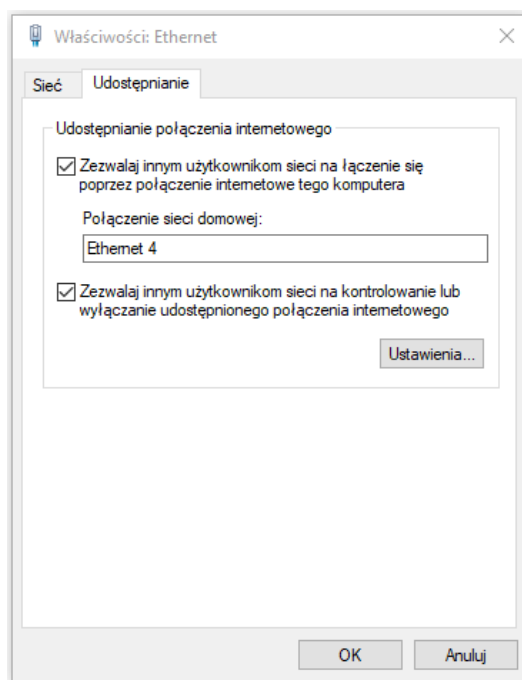 Właściwości: Ethernet
Sieć
Udostępnianie
Udostępnianie połączenia internetowego
Zezwalaj innym użytkownikom sieci na łączenie się
poprzez połączenie internetowe tego komputera
Połączenie sieci domowej:
Ethernet 4
Zezwalaj innym użytkownikom sieci na kontrolowanie lub
wyłączanie udostępnionego połączenia internetowego
Ustawienia...
OK
Anuluj